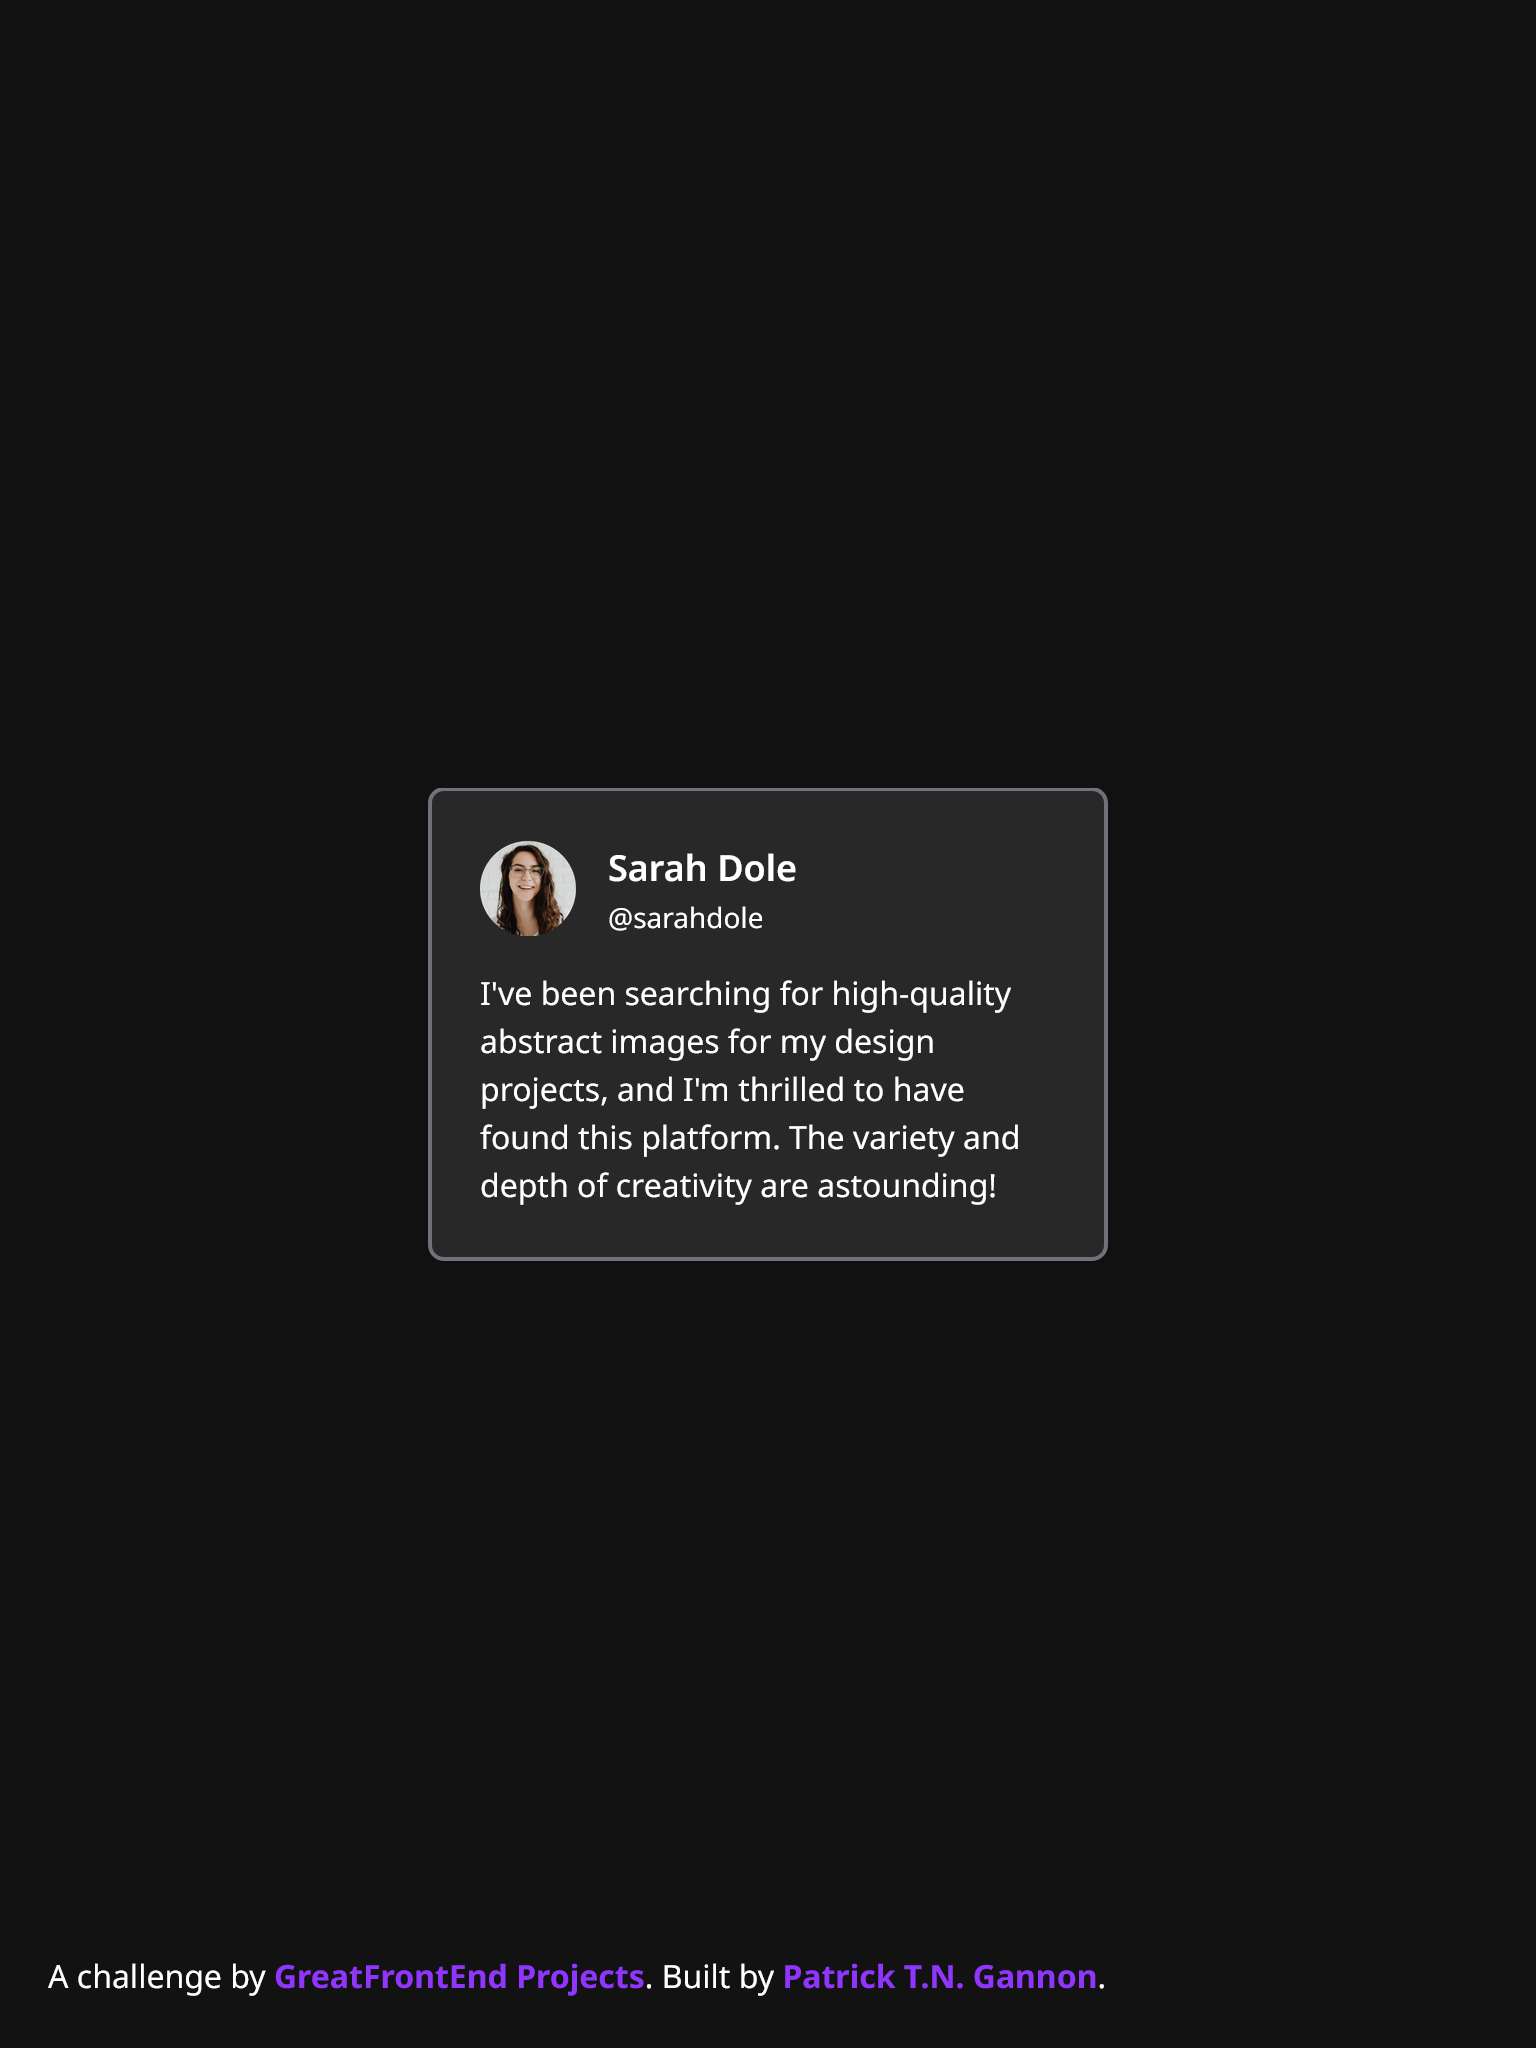 Sarah Dole
@sarahdole
I've been searching for high-quality
abstract images for my design
projects, and I'm thrilled to have
found this platform. The variety and
depth of creativity are astounding!
A challenge by GreatFrontEnd Projects. Built by Patrick T.N. Gannon.